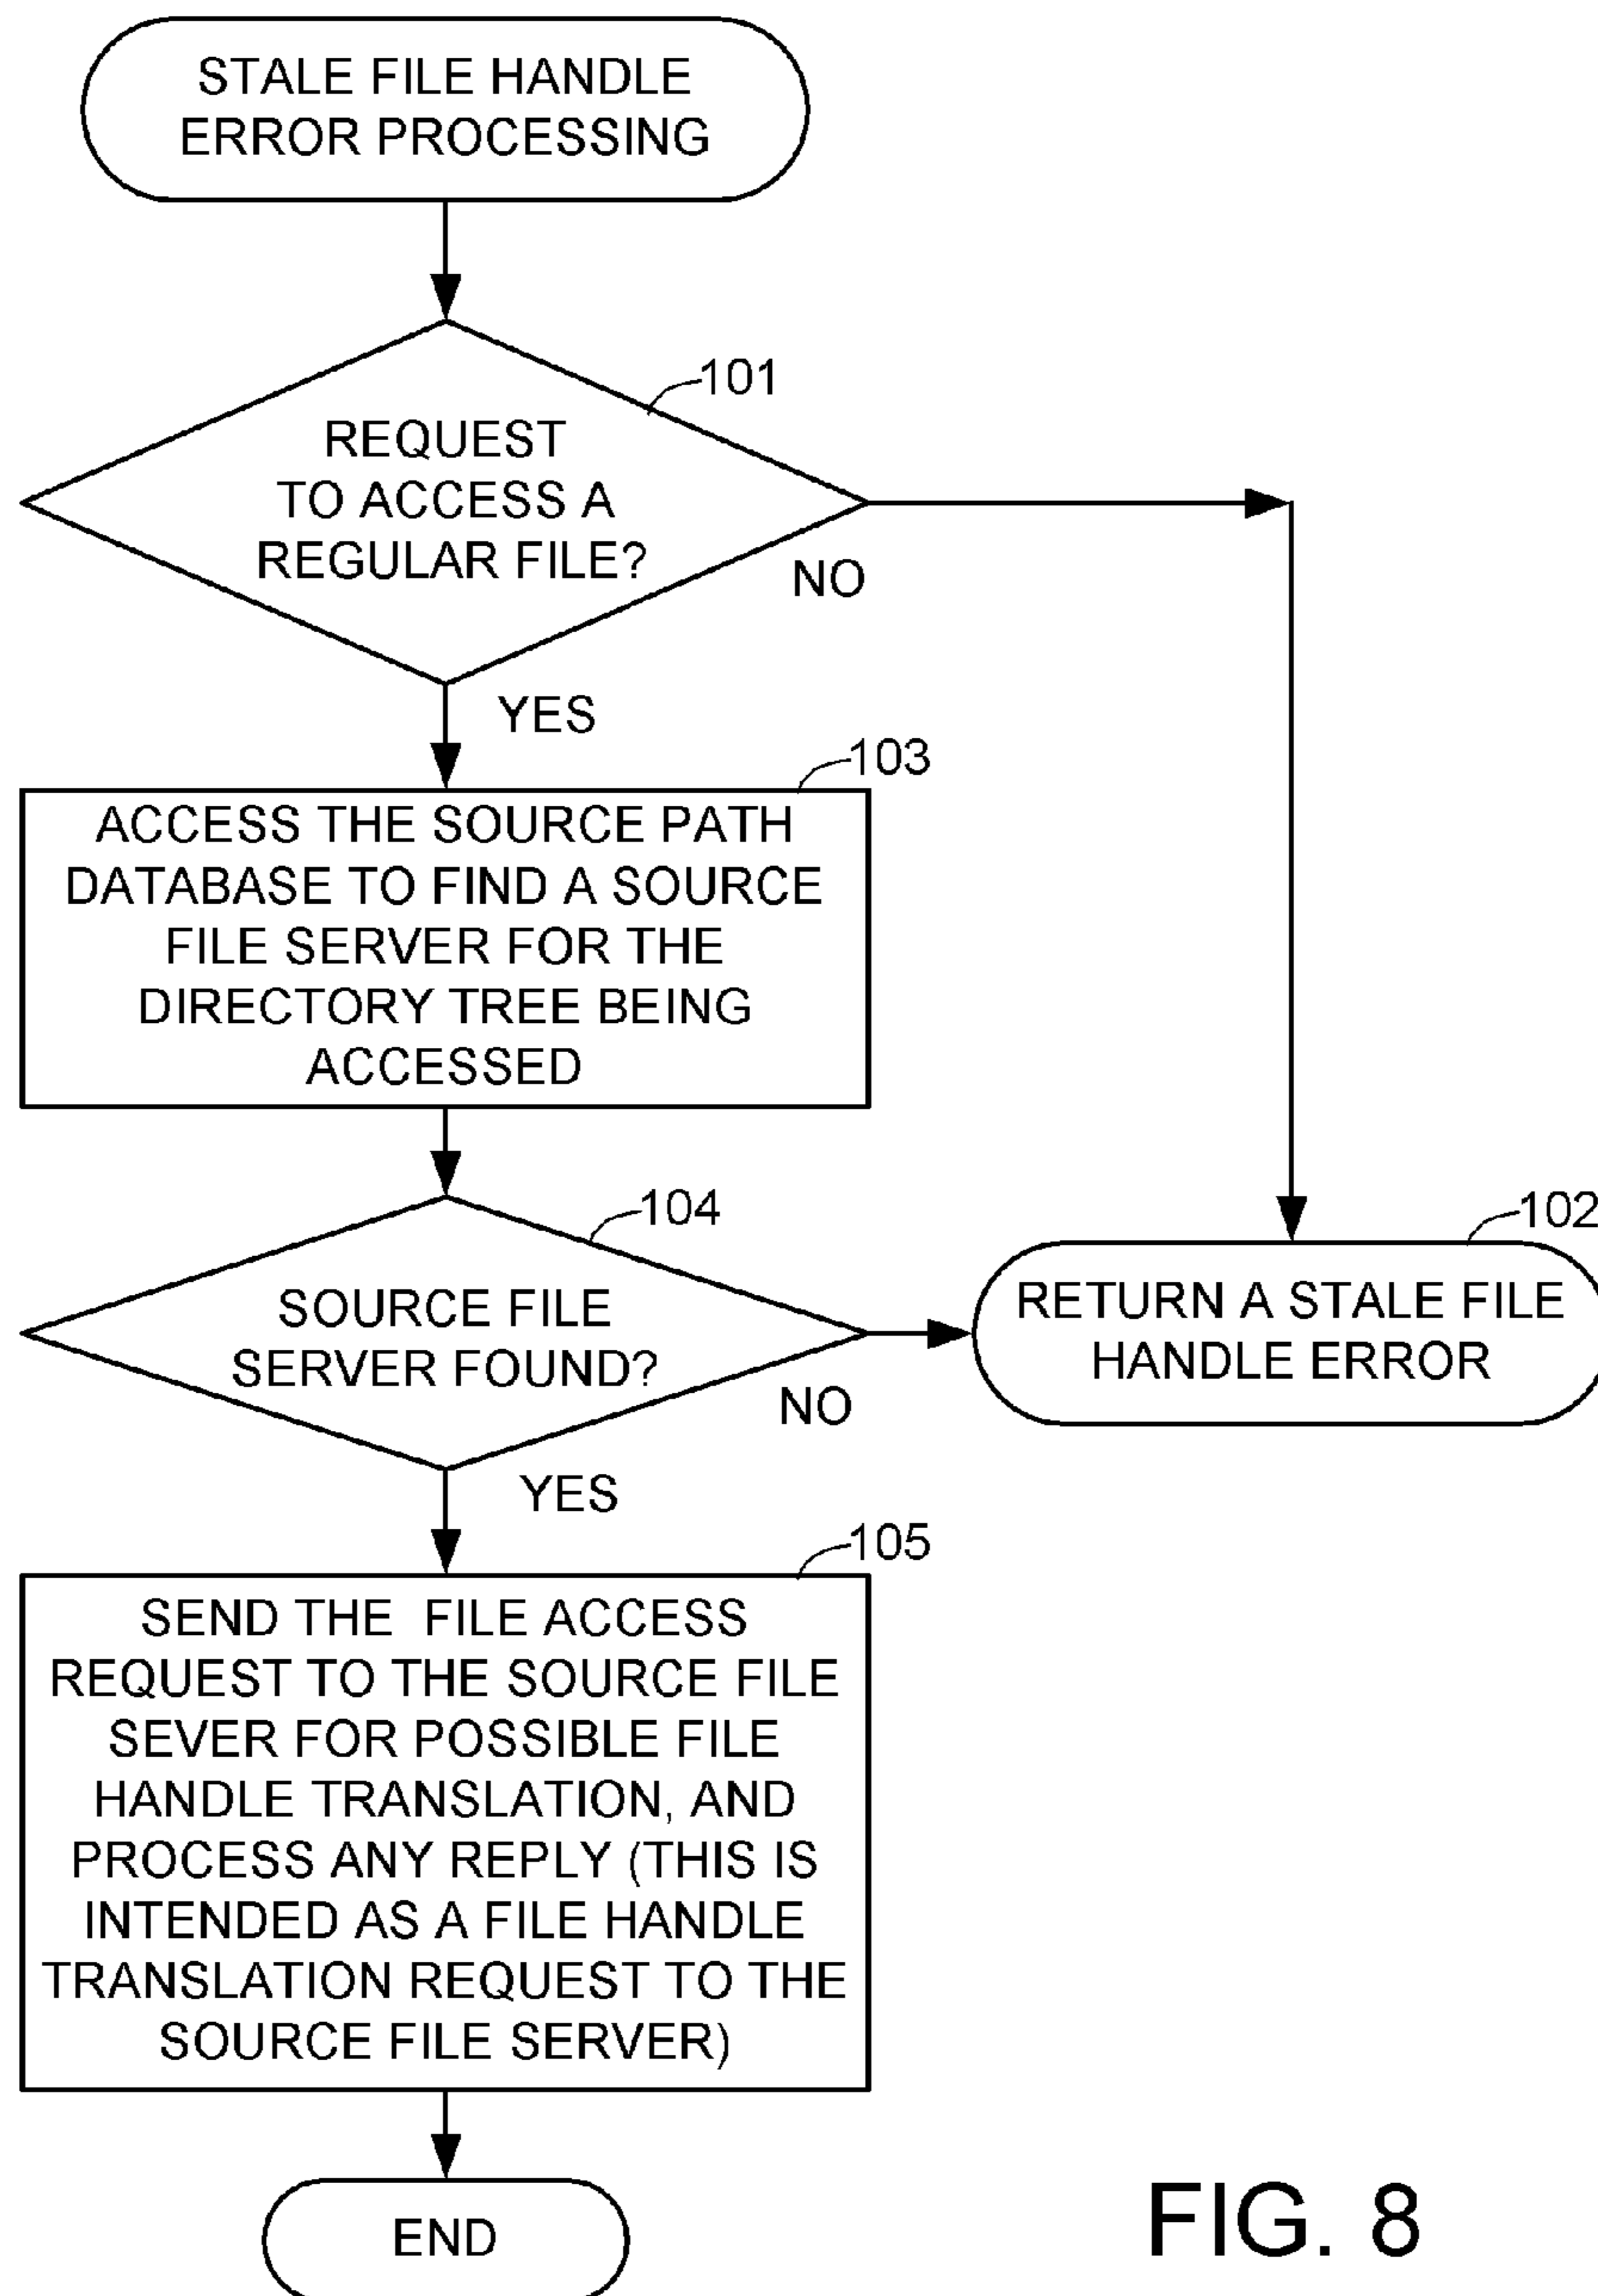 STALE FILE HANDLE
ERROR PROCESSING
101
REQUEST
TO ACCESS A
REGULAR FILE?
NO
YES
103
ACCESS THE SOURCE PATH
DATABASE TO FIND A SOURCE
FILE SERVER FOR THE
DIRECTORY TREE BEING
ACCESSED
104
102
SOURCE FILE
SERVER FOUND?
NO
RETURN A STALE FILE
HANDLE ERROR
YES
105
SEND THE FILE ACCESS
REQUEST TO THE SOURCE FILE
SEVER FOR POSSIBLE FILE
HANDLE TRANSLATION, AND
PROCESS ANY REPLY (THIS IS
INTENDED AS A FILE HANDLE
TRANSLATION REQUEST TO THE
SOURCE FILE SERVER)
END
FIG. 8